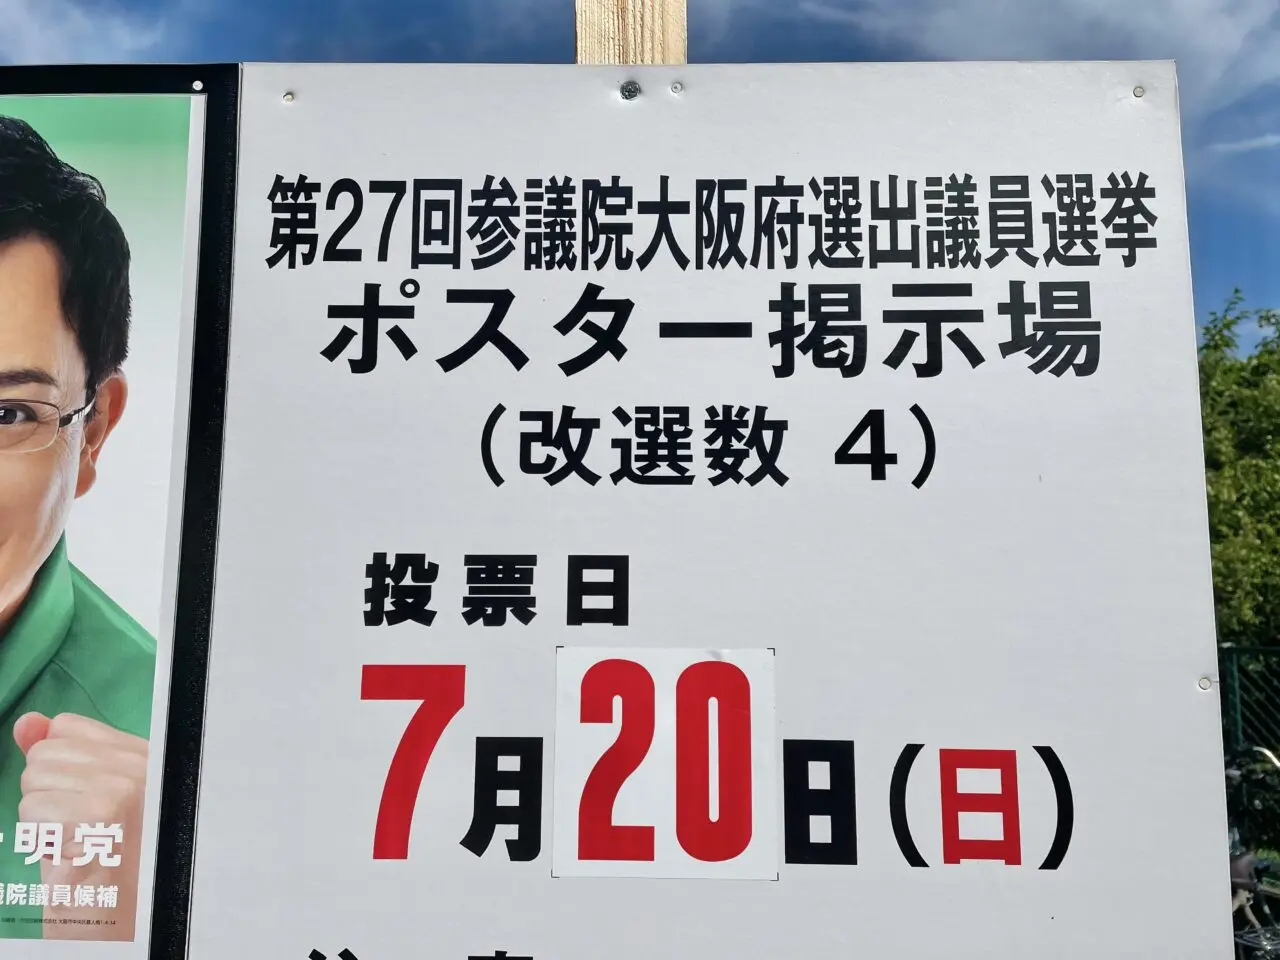 第27回参議院大阪府選出議員選挙
ポスター掲示場
(改選数 4)
投票日
7月20日(日)
明党
院議員候補